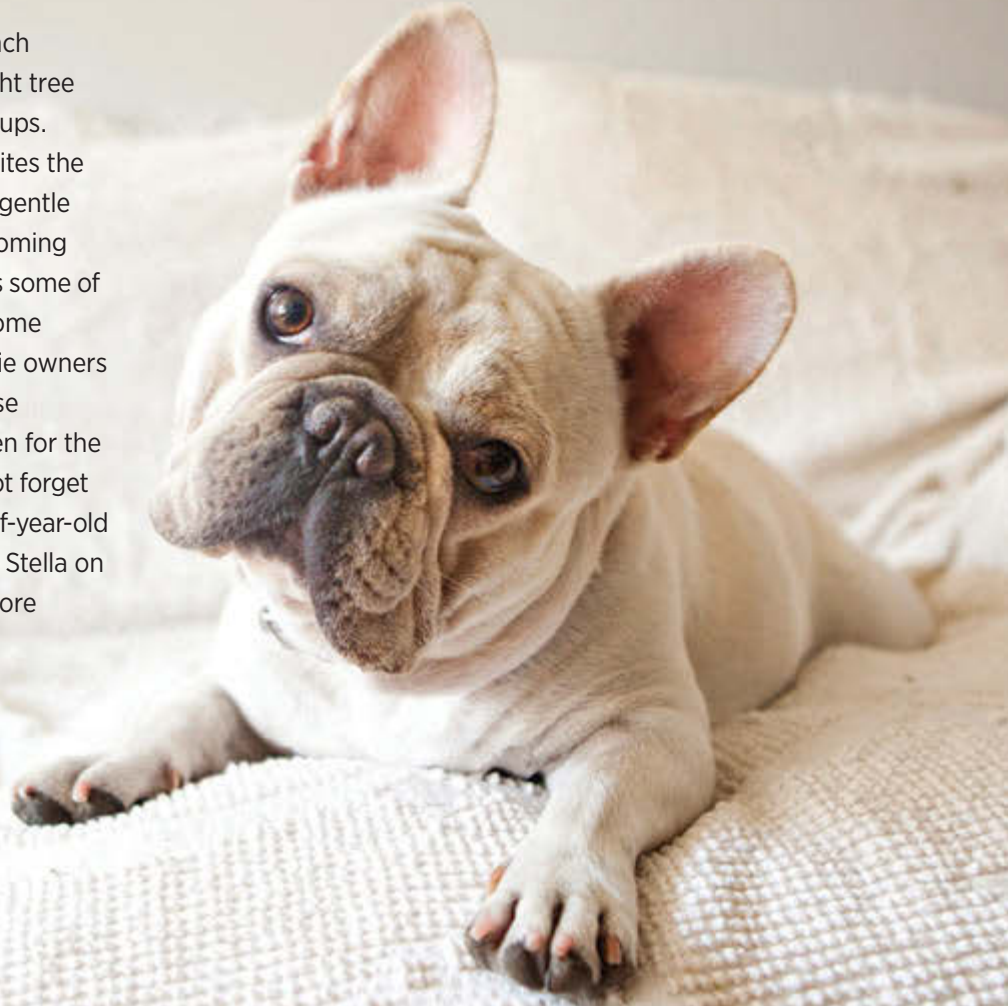 ch
ht tree
ups.
ites the
gentle
oming
s some of
ome
ie owners
se
en for the
ot forget
f-year-old
Stella on
ore